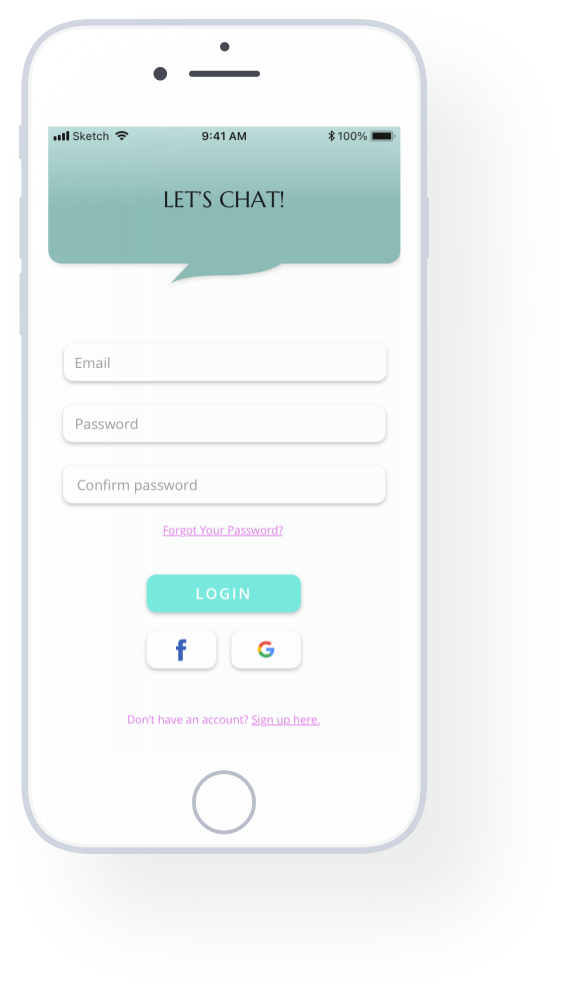 Sketch 9:41 AM 100%
LET’S CHAT!
Email
Password
Confirm password
Forgot Your Password?
LOGIN
f G
Don’t have an account? Sign up here.